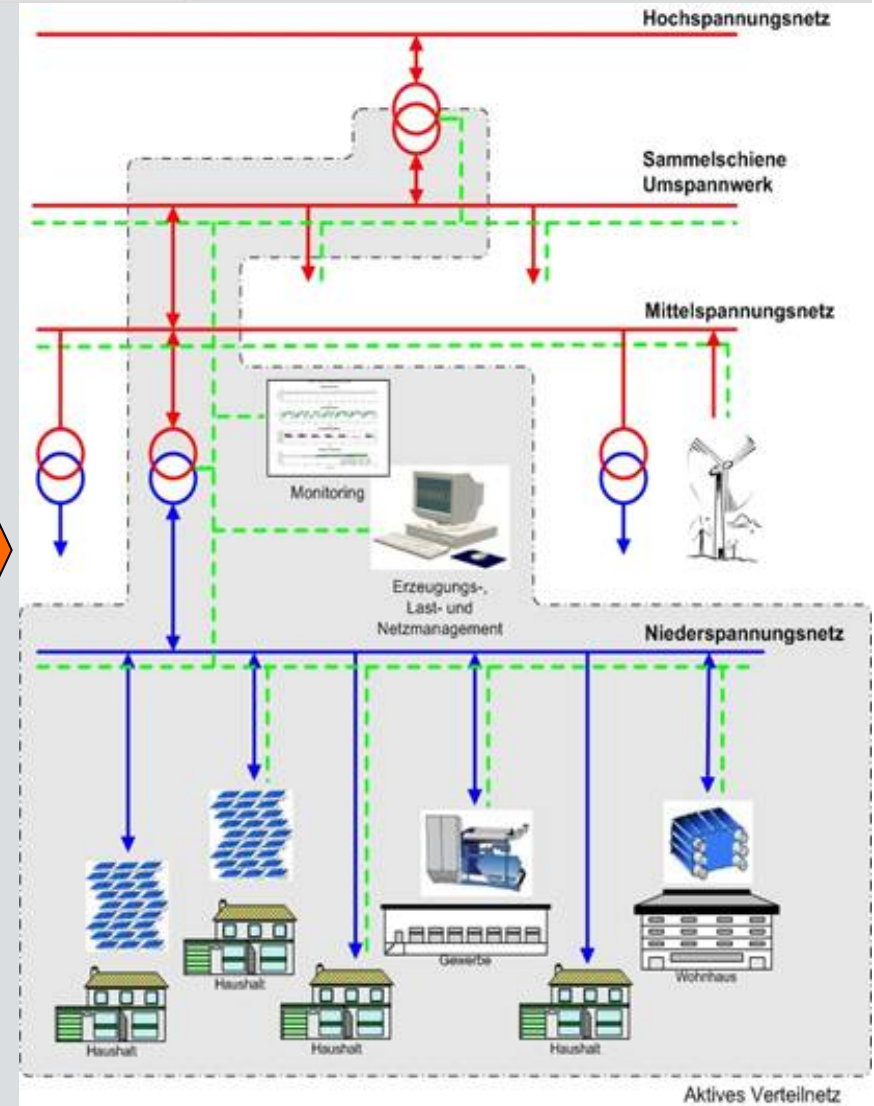 Hochspannungsnetz
Sammelschiene
Umspannwerk
Mittelspannungsnetz
Monitoring
Erzeugungs-,
Last- und
Netzmanagement
Niederspannungsnetz
Gewerbe
Wohnhaus
Haushalt
Haushalt
Haushalt
Haushalt
Aktives Verteilnetz